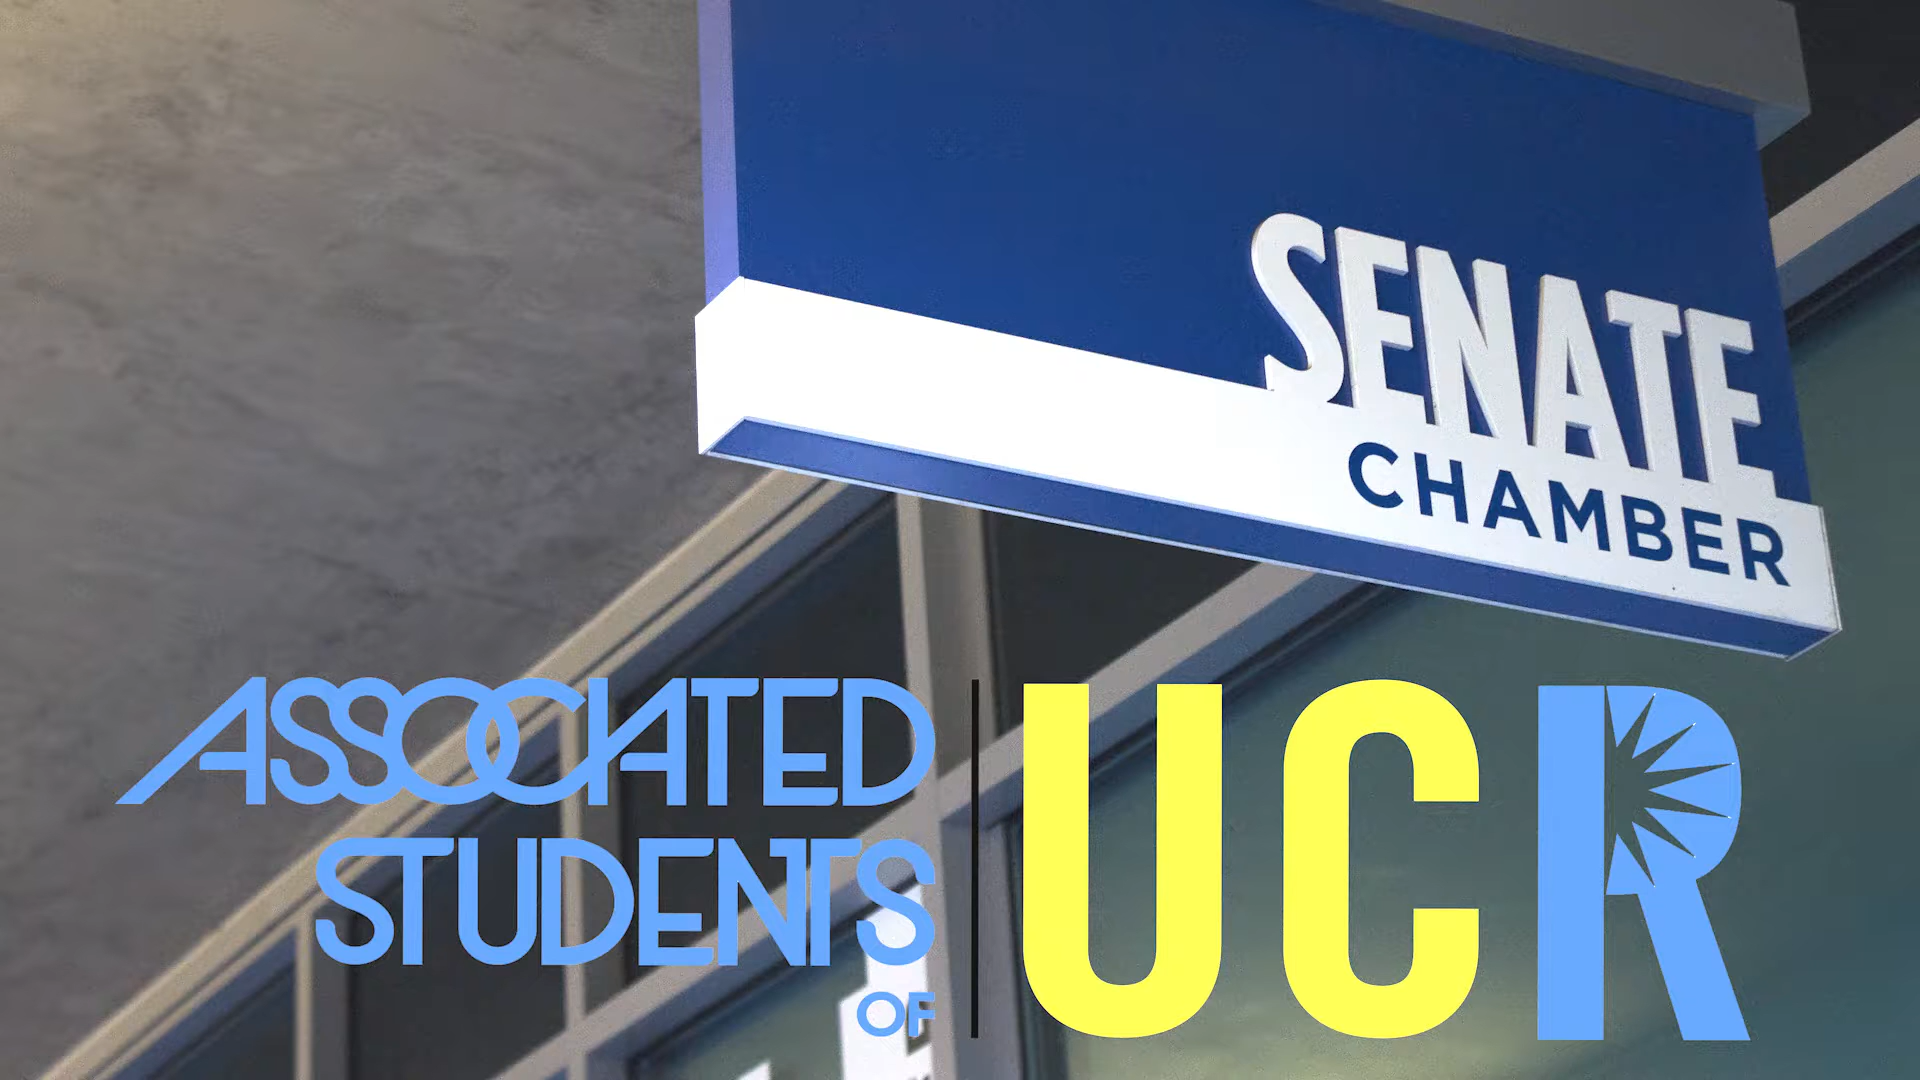 SENATE
CHAMBER
ASSOCIATED
STUDENTS
OF
UCR